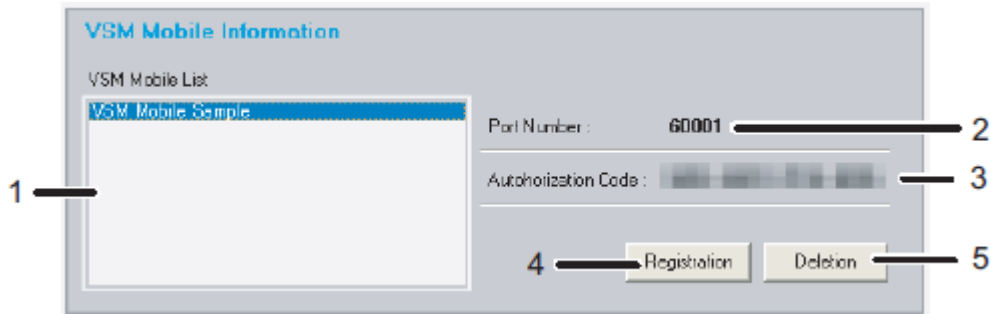 VSM Mobile Information
VSM Mobile List
VSM Mobile Sample
Port Number : 60001
2
1
Autohorization Code :
3
4
Registration
Deletion
5